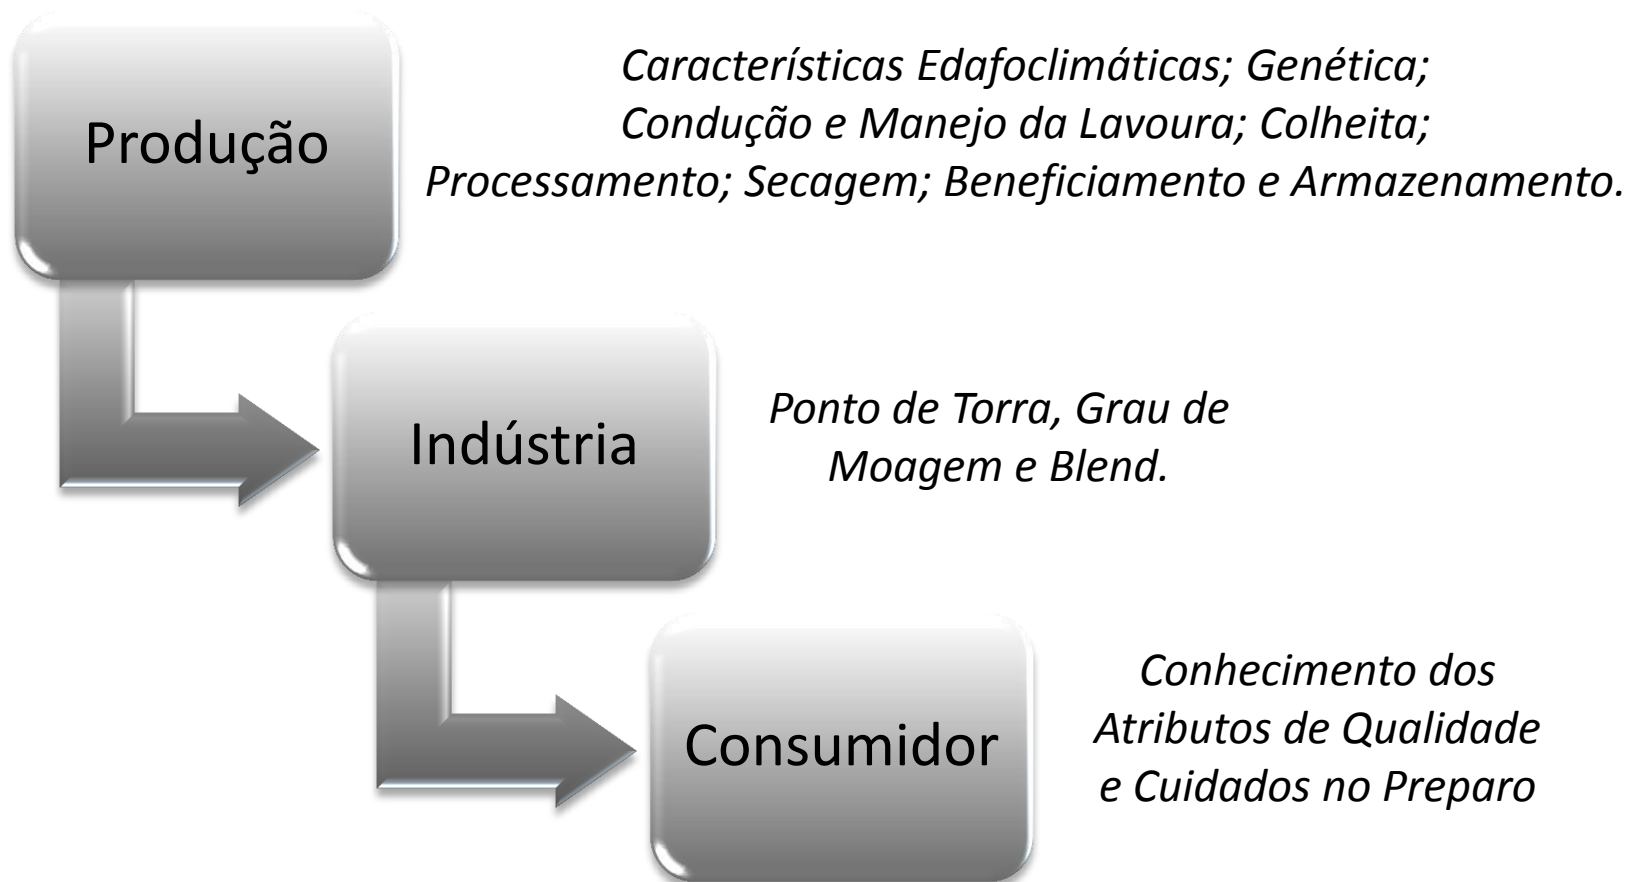 Produção
Características Edafoclimáticas; Genética;
Condução e Manejo da Lavoura; Colheita;
Processamento; Secagem; Beneficiamento e Armazenamento.
Indústria
Ponto de Torra, Grau de
Moagem e Blend.
Consumidor
Conhecimento dos
Atributos de Qualidade
e Cuidados no Preparo